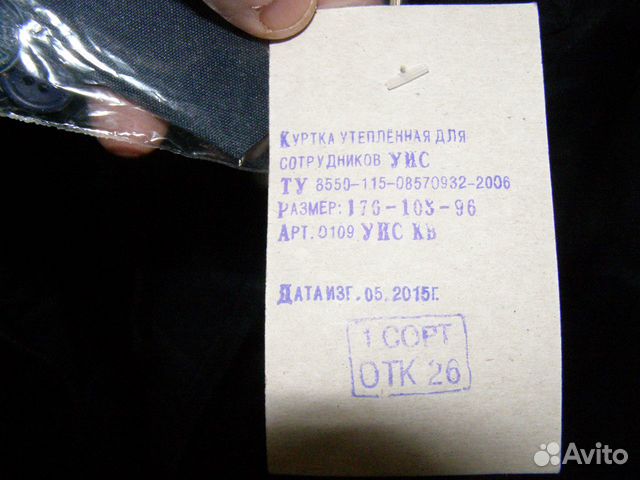 КУРТКА УТЕПЛЁННАЯ ДЛЯ
СОТРУДНИКОВ УИС
ТУ 8550-115-08570932-2006
РАЗМЕР: 176-108-96
АРТ. 0109 УИС КВ
ДАТА ИЗГ. 05. 2015Г.
1 СОРТ
ОТК 26
Avito